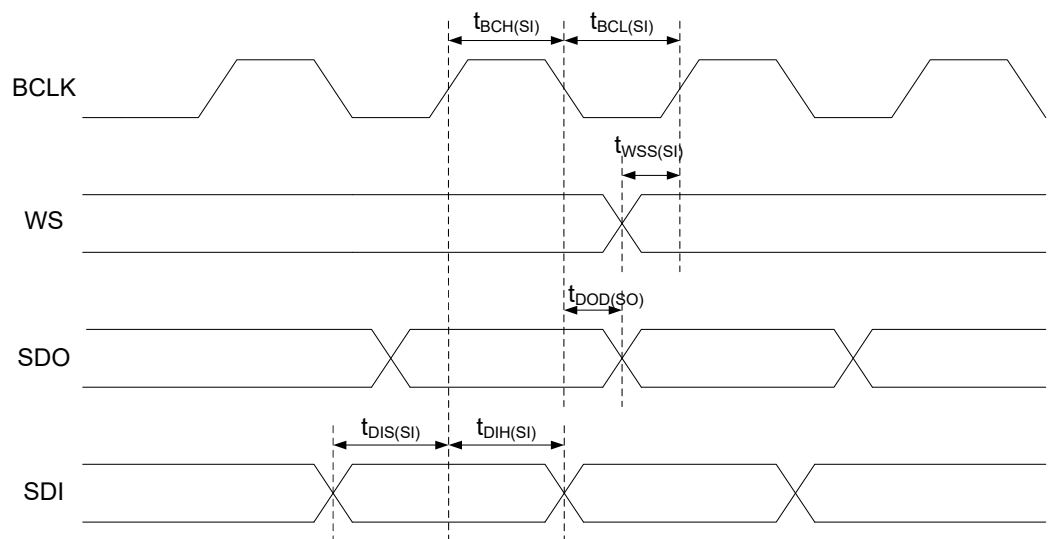 tBCH(SI) tBCL(SI)
BCLK
tWSS(SI)
WS
tDOD(SO)
SDO
tDIS(SI) tDIH(SI)
SDI